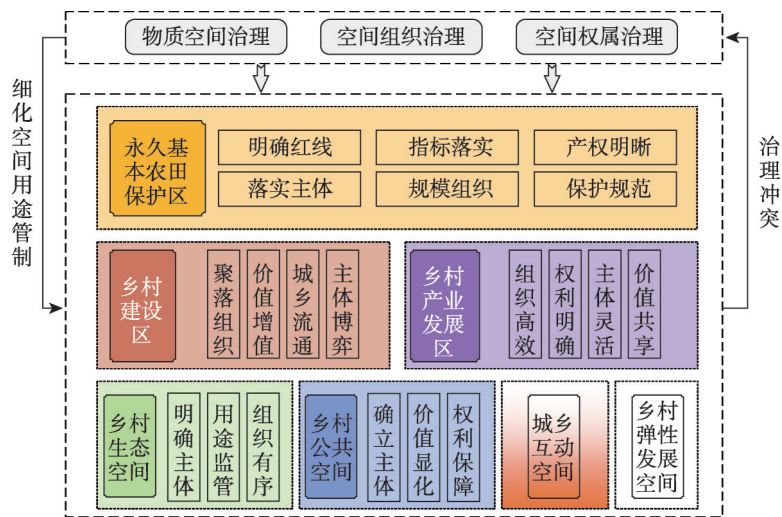 物质空间治理
空间组织治理
空间权属治理
细化空间用途管制
治理冲突
永久基
本农田
保护区
明确红线
指标落实
产权明晰
落实主体
规模组织
保护规范
乡村
建设
区
聚落组织
价值增值
城乡流通
主体博弈
乡村
产业
发展
区
组织高效
权利明确
主体灵活
价值共享
乡村
生态
空间
明确主体
用途监管
组织有序
乡村
公共
空间
确立主体
价值显化
权利保障
城乡
互动
空间
乡村
弹性
发展
空间